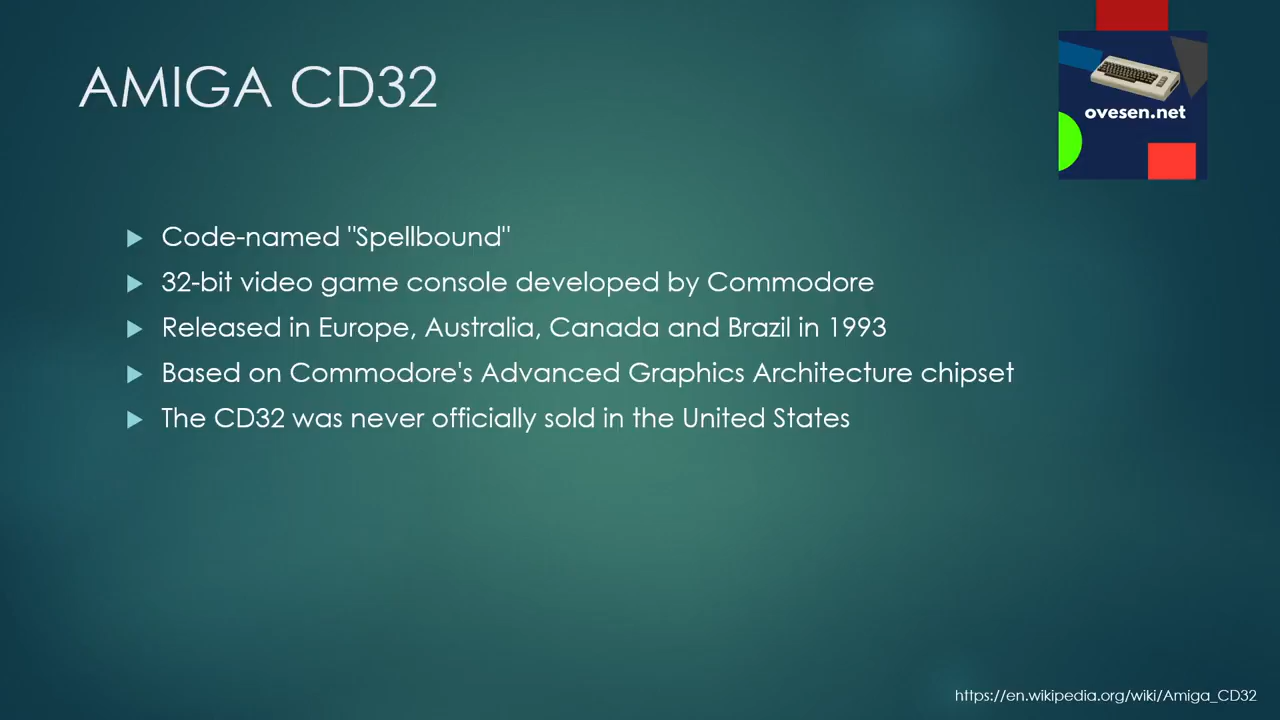 AMIGA CD32
ovesen.net
Code-named "Spellbound"
32-bit video game console developed by Commodore
Released in Europe, Australia, Canada and Brazil in 1993
Based on Commodore's Advanced Graphics Architecture chipset
The CD32 was never officially sold in the United States
https://en.wikipedia.org/wiki/Amiga_CD32